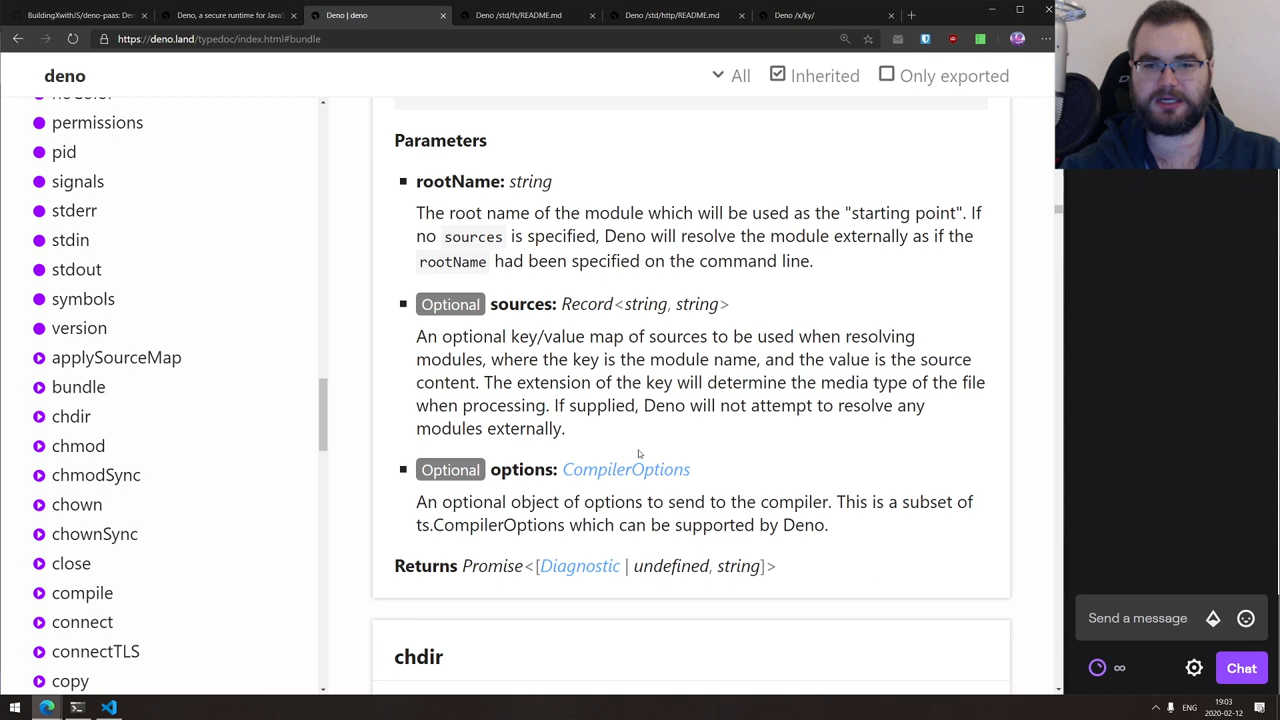 BuildingXwithJS/deno-paas: Den
Deno, a secure runtime for JavaS
Deno | deno
Deno /std/fs/README.md
Deno /std/http/README.md
Deno /x/ky/
https://deno.land/typedoc/index.html#bundle
deno
All
Inherited
Only exported
permissions
pid
signals
stderr
stdin
stdout
symbols
version
applySourceMap
bundle
chdir
chmod
chmodSync
chown
chownSync
close
compile
connect
connectTLS
copy
Parameters
rootName: string
The root name of the module which will be used as the "starting point". If
no sources is specified, Deno will resolve the module externally as if the
rootName had been specified on the command line.
Optional sources: Record<string, string>
An optional key/value map of sources to be used when resolving
modules, where the key is the module name, and the value is the source
content. The extension of the key will determine the media type of the file
when processing. If supplied, Deno will not attempt to resolve any
modules externally.
Optional options: CompilerOptions
An optional object of options to send to the compiler. This is a subset of
ts.CompilerOptions which can be supported by Deno.
Returns Promise<[Diagnostic | undefined, string]>
chdir
Send a message
∞
Chat
ENG
19:03
2020-02-12